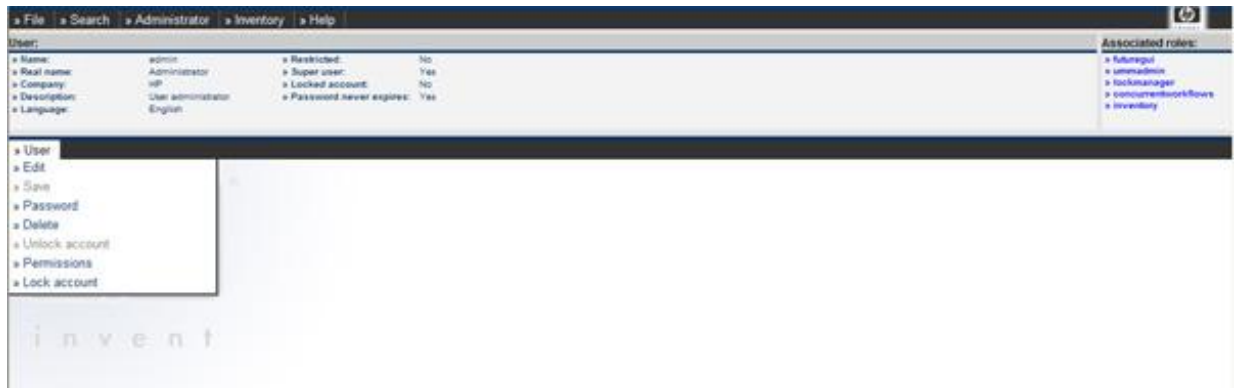 » File » Search » Administrator » Inventory » Help
hp
User:
» Name: admin » Restricted: No
» Real name: Administrator » Super user: Yes
» Company: HP » Locked account: No
» Description: User administrator » Password never expires: Yes
» Language: English
Associated roles:
» futuregui
» ummadmin
» lockmanager
» concurrentworkflows
» inventory
» User
» Edit
» Save
» Password
» Delete
» Unlock account
» Permissions
» Lock account
invent